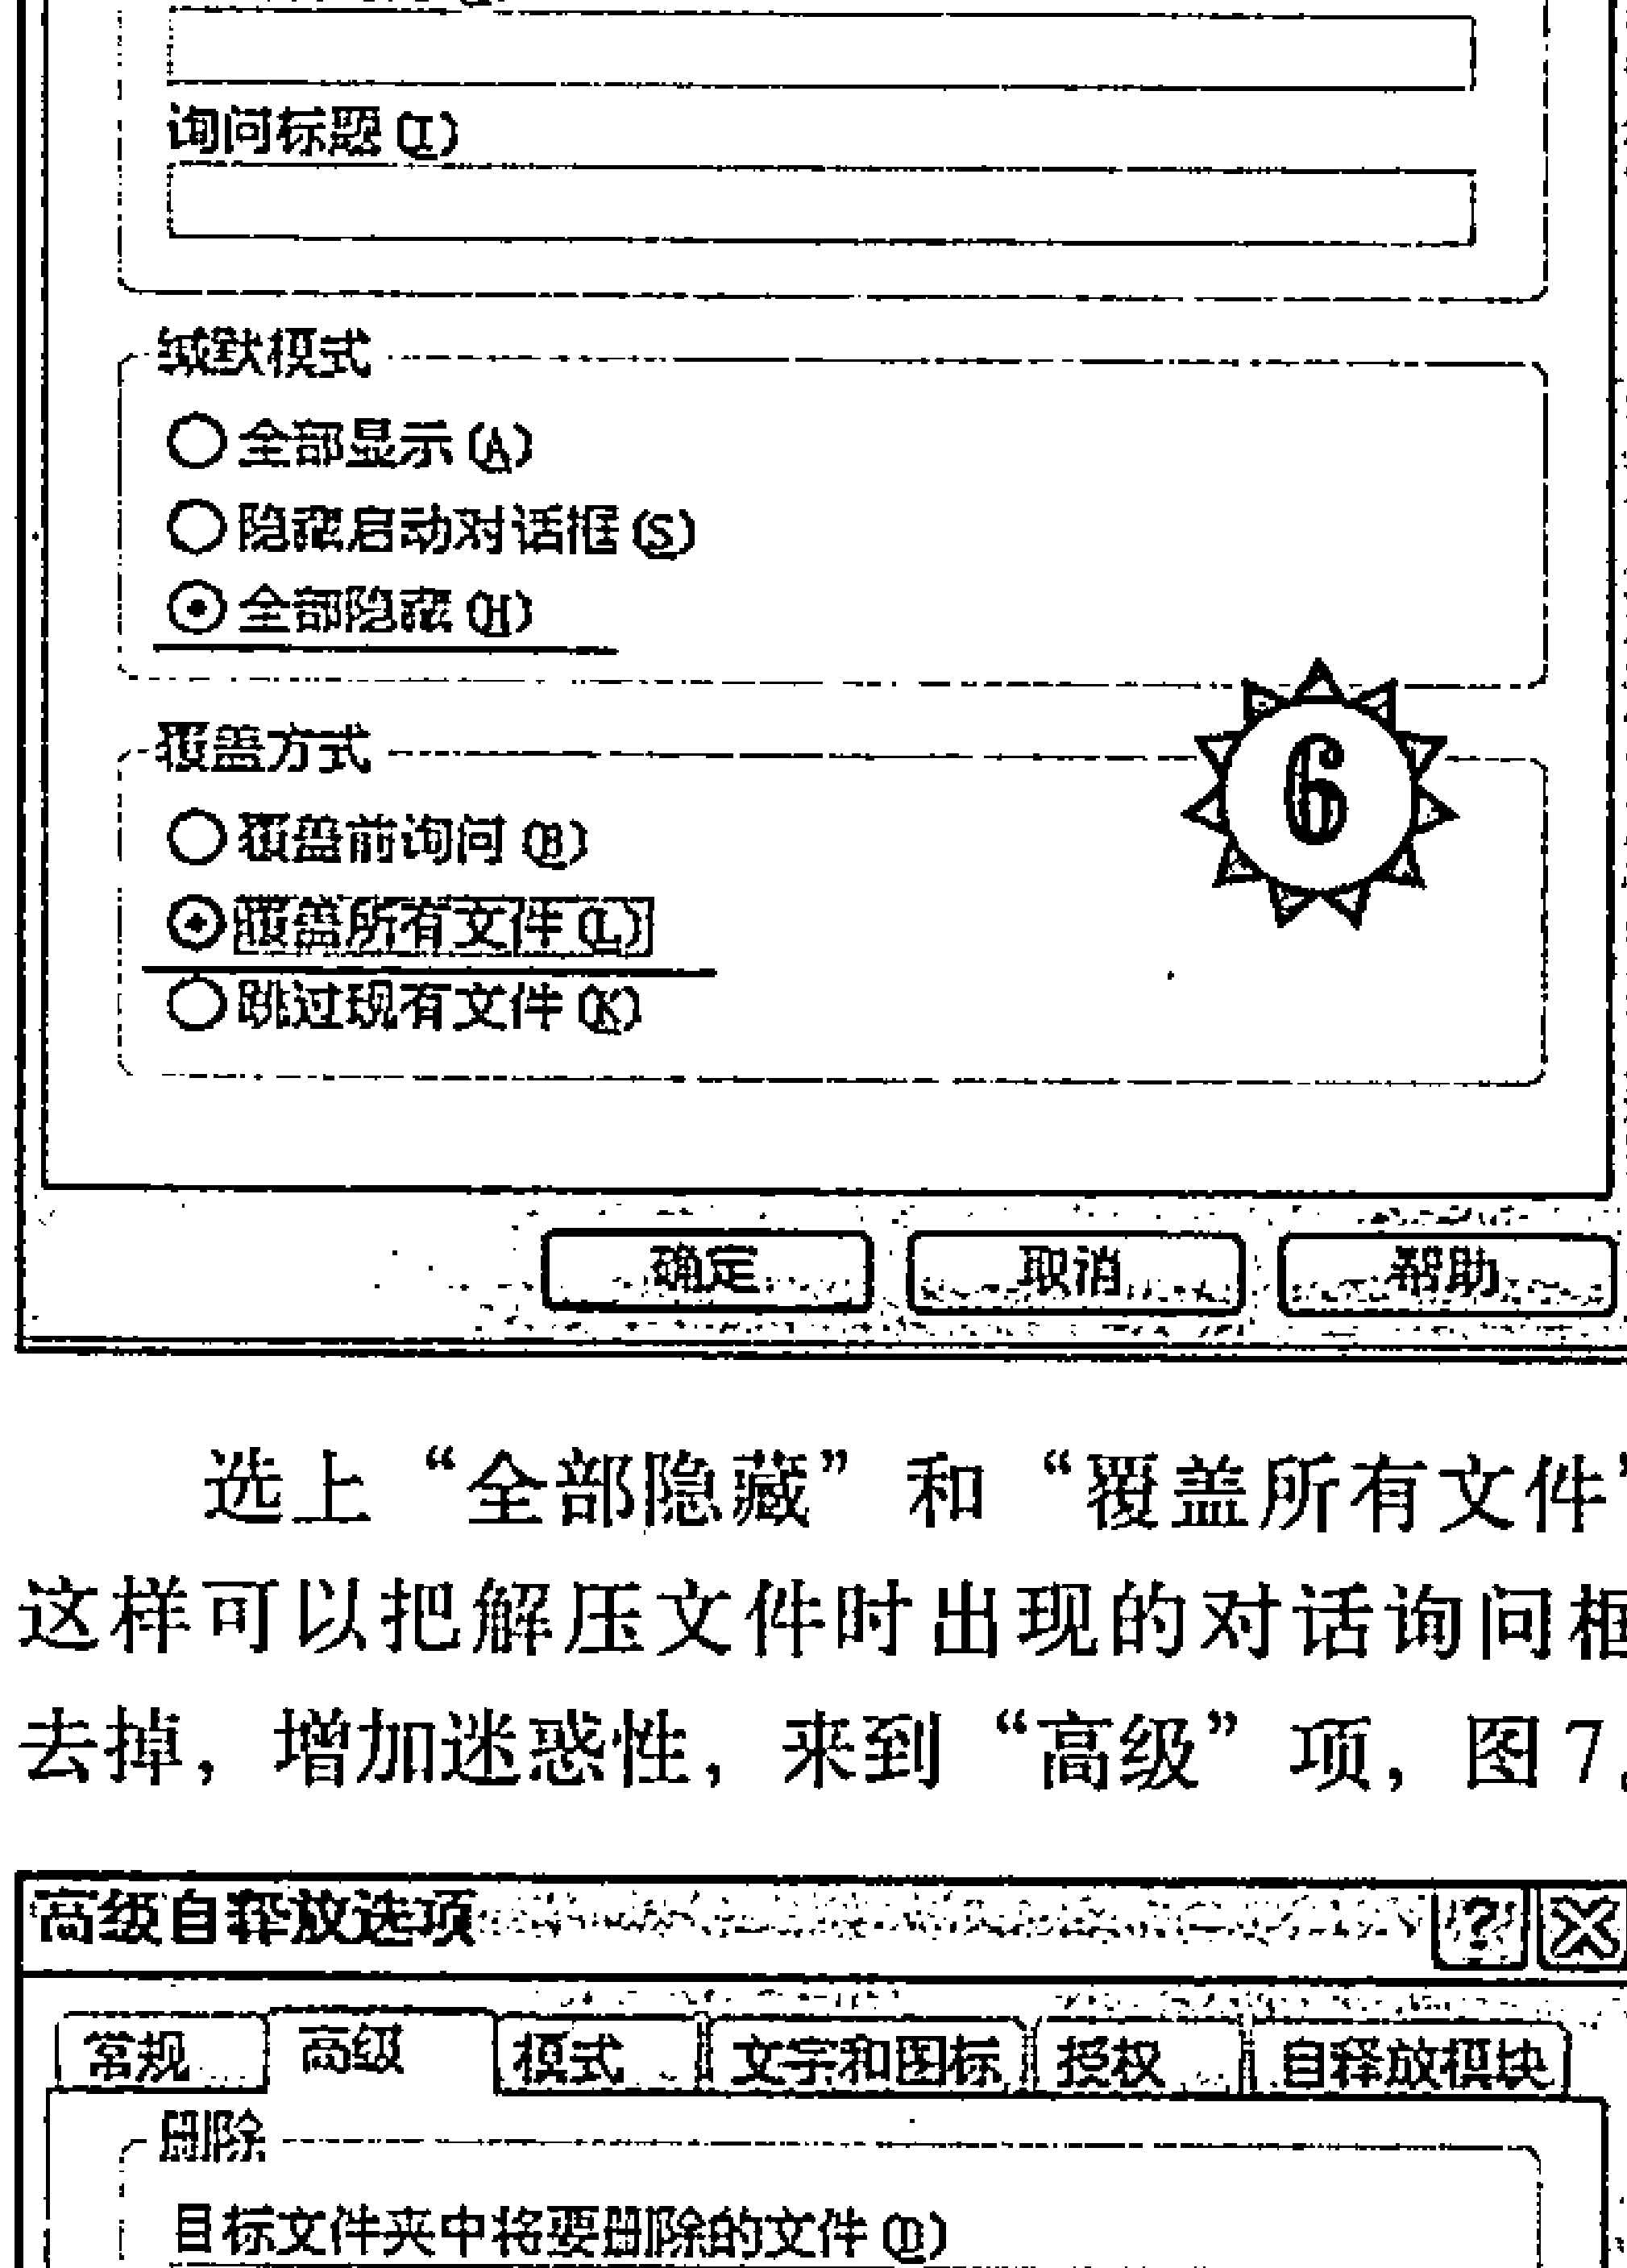 询问标题(T)
缄默模式
全部显示(A)
隐藏启动对话框(S)
全部隐藏(H)
覆盖方式
6
覆盖前询问(B)
覆盖所有文件(L)
跳过现有文件(K)
确定 取消 帮助
选上“全部隐藏”和“覆盖所有文件”
这样可以把解压文件时出现的对话询问框
去掉，增加迷惑性，来到“高级”项，图7。
高级自释放选项
常规 高级 模式 文字和图标 授权 自释放模块
删除
目标文件夹中将要删除的文件(D)